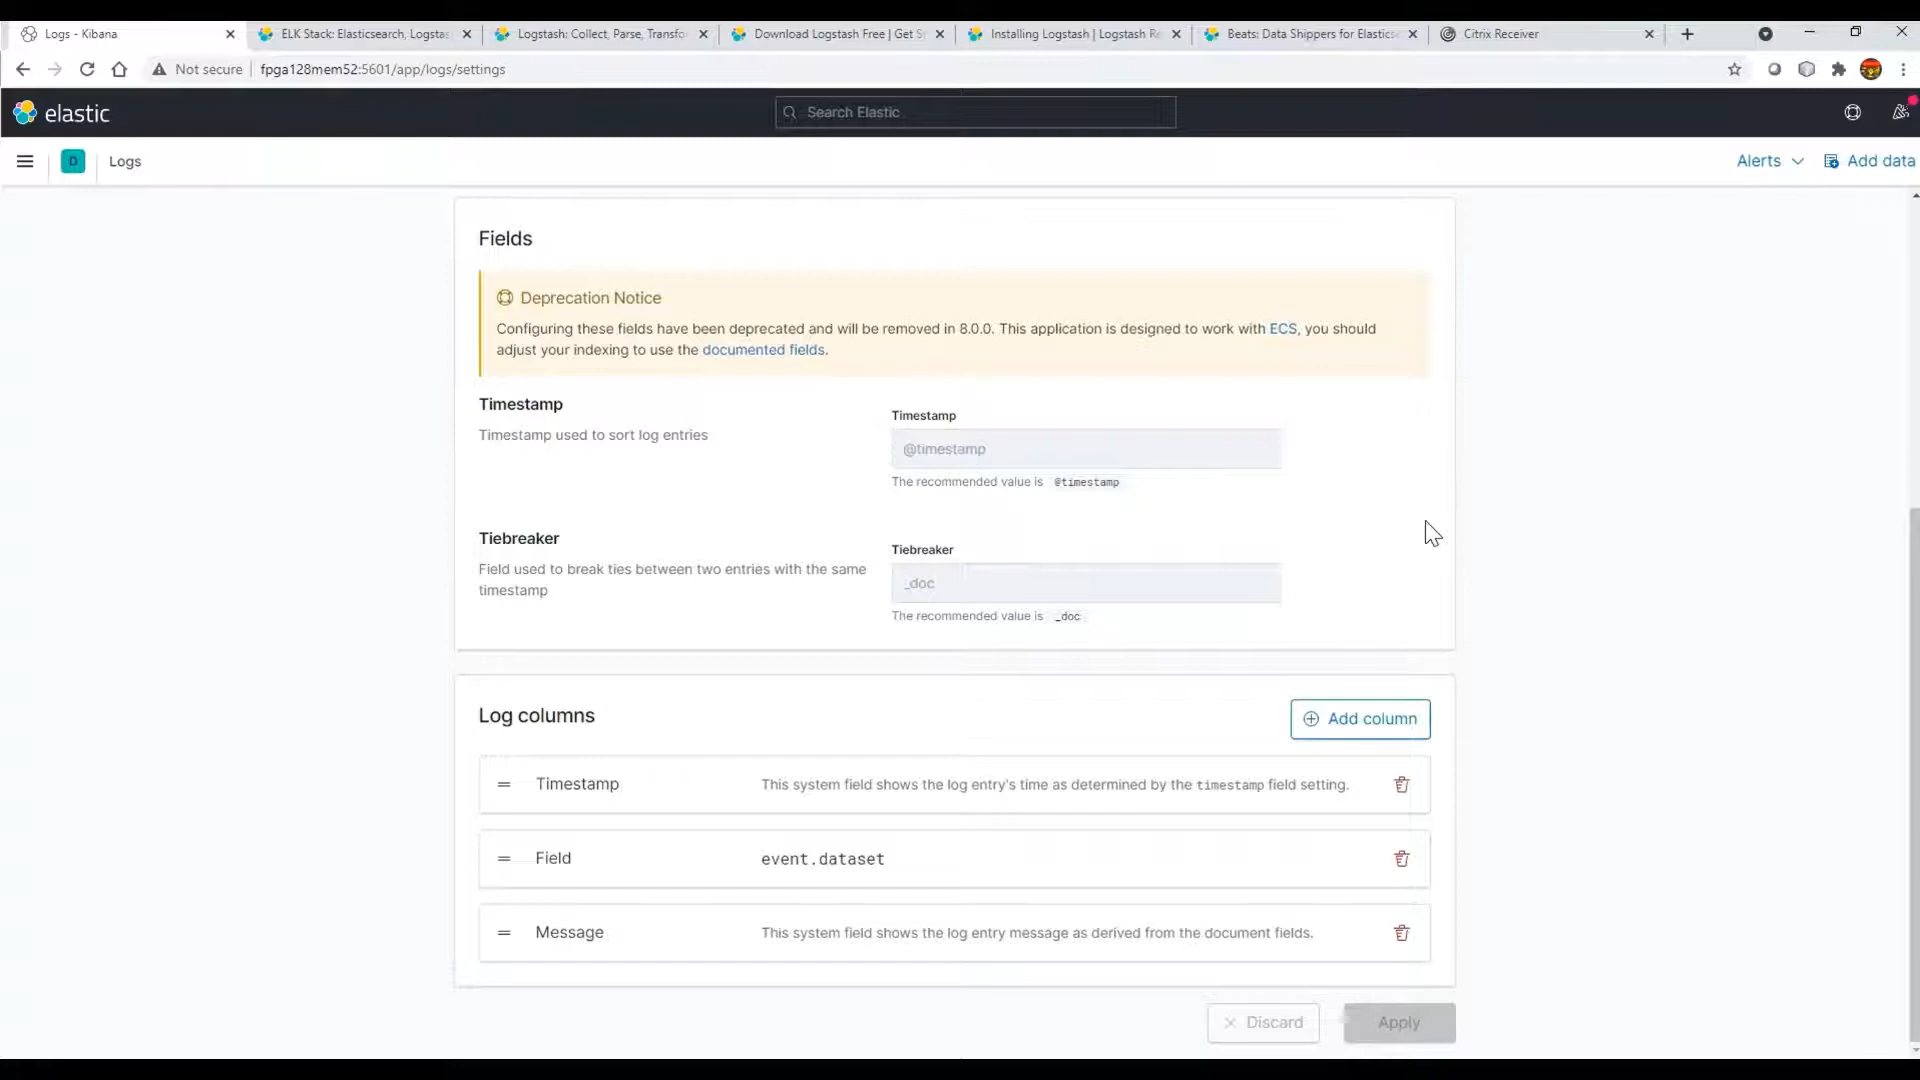 Logs - Kibana
ELK Stack: Elasticsearch, Logstas
Logstash: Collect, Parse, Transfo
Download Logstash Free | Get S
Installing Logstash | Logstash Re
Beats: Data Shippers for Elastics
Citrix Receiver
Not secure
fpga128mem52:5601/app/logs/settings
elastic
Search Elastic
D
Logs
Alerts
Add data
Fields
Deprecation Notice
Configuring these fields have been deprecated and will be removed in 8.0.0. This application is designed to work with ECS, you should
adjust your indexing to use the documented fields.
Timestamp
Timestamp used to sort log entries
Timestamp
@timestamp
The recommended value is @timestamp
Tiebreaker
Field used to break ties between two entries with the same
timestamp
Tiebreaker
_doc
The recommended value is _doc
Log columns
Add column
Timestamp
This system field shows the log entry's time as determined by the timestamp field setting.
Field
event.dataset
Message
This system field shows the log entry message as derived from the document fields.
Discard
Apply